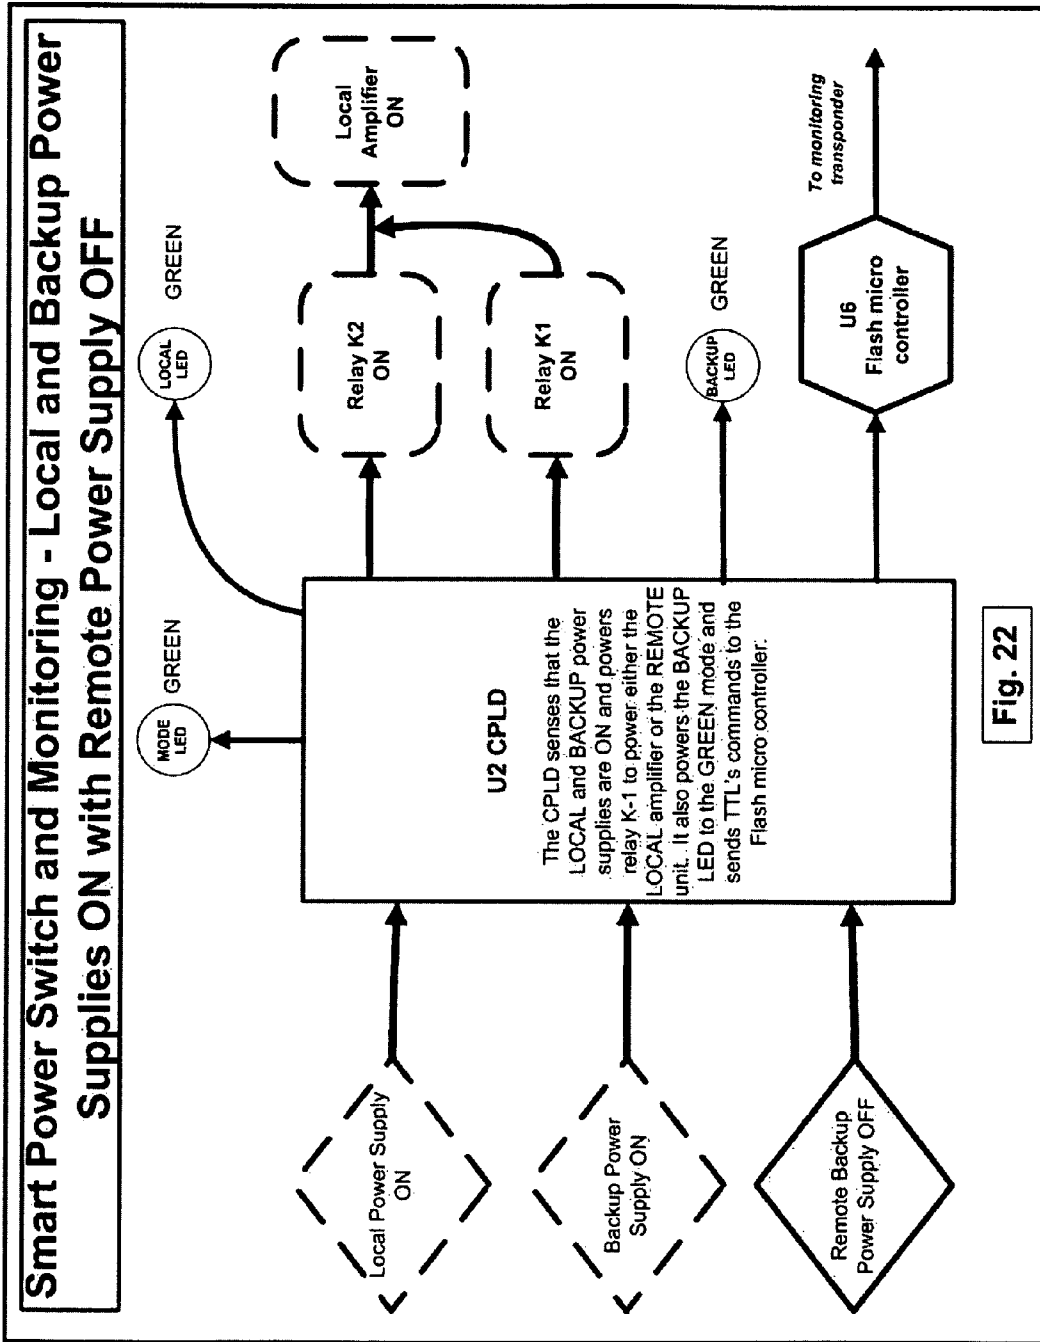 Smart Power Switch and Monitoring - Local and Backup Power
Supplies ON with Remote Power Supply OFF
MODE
LED
GREEN
LOCAL
LED
GREEN
Local Power Supply
ON
Backup Power
Supply ON
Remote Backup
Power Supply OFF
U2 CPLD
The CPLD senses that the
LOCAL and BACKUP power
supplies are ON and powers
relay K-1 to power either the
LOCAL amplifier or the REMOTE
unit. It also powers the BACKUP
LED to the GREEN mode and
sends TTL's commands to the
Flash micro controller.
Relay K2
ON
Relay K1
ON
Local
Amplifier
ON
BACKUP
LED
GREEN
U6
Flash micro
controller
To monitoring
transponder
Fig. 22